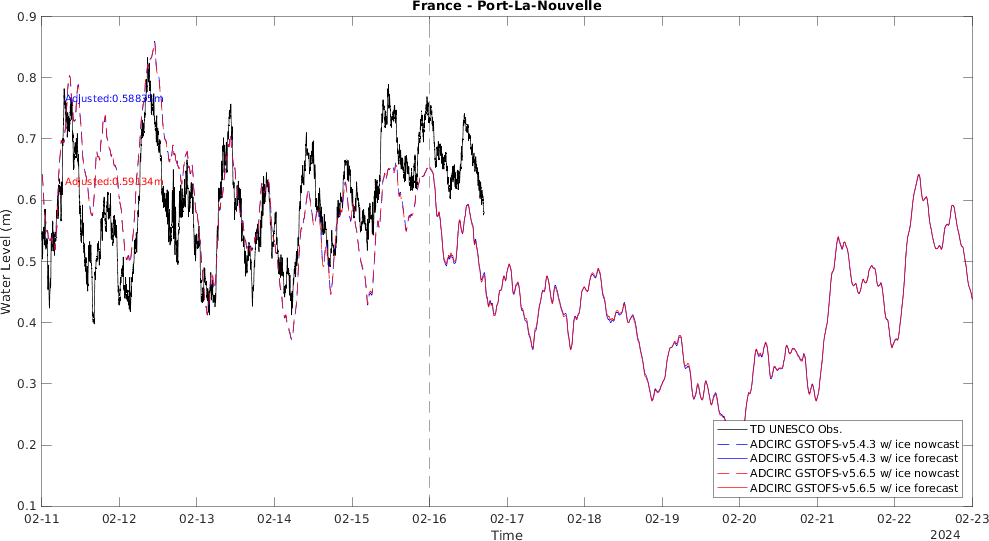 France - Port-La-Nouvelle
0.9
0.8
0.7
0.6
0.5
0.4
0.3
0.2
0.1
Water Level (m)
Adjusted:0.58835m
Adjusted:0.59134m
TD UNESCO Obs.
ADCIRC GSTOFS-v5.4.3 w/ ice nowcast
ADCIRC GSTOFS-v5.4.3 w/ ice forecast
ADCIRC GSTOFS-v5.6.5 w/ ice nowcast
ADCIRC GSTOFS-v5.6.5 w/ ice forecast
02-11 02-12 02-13 02-14 02-15 02-16 02-17 02-18 02-19 02-20 02-21 02-22 02-23
Time
2024